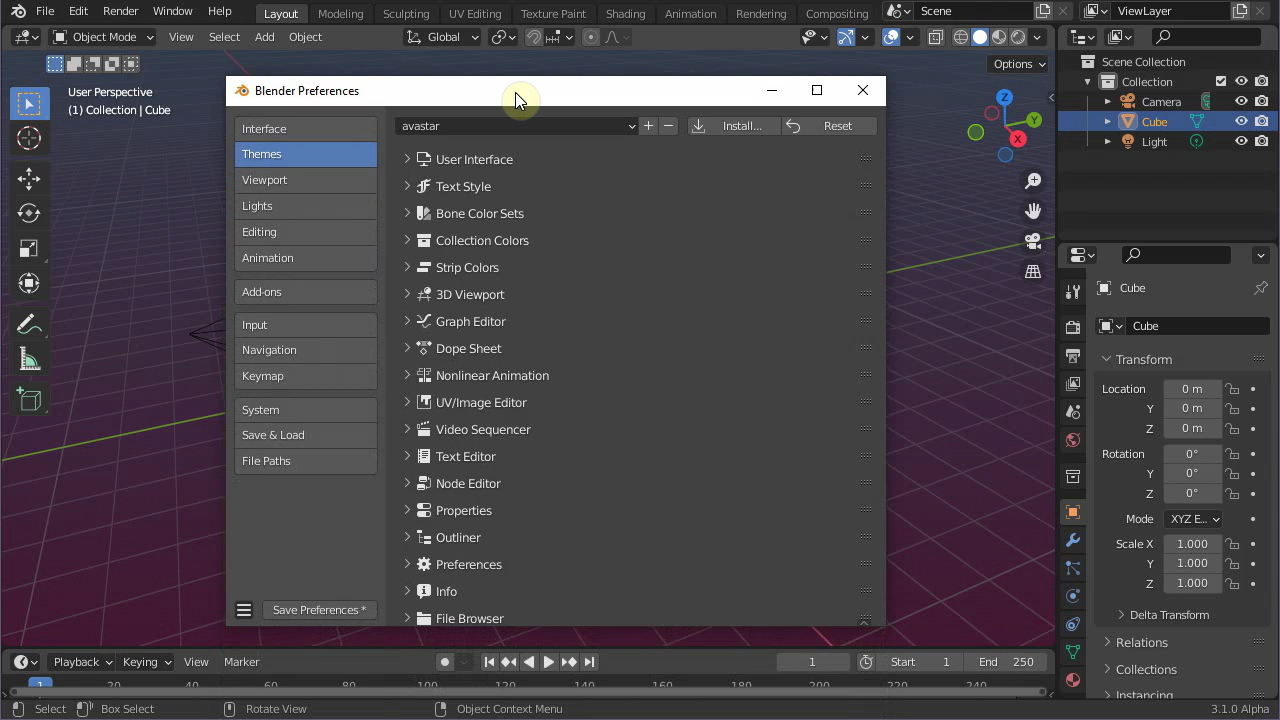 File Edit Render Window Help Layout Modeling Sculpting UV Editing Texture Paint Shading Animation Rendering Compositing Scene ViewLayer
Object Mode View Select Add Object Global
Options
User Perspective
(1) Collection | Cube
Scene Collection
Collection
Camera
Cube
Light
Z
Y
X
Blender Preferences
Interface
Themes
Viewport
Lights
Editing
Animation
Add-ons
Input
Navigation
Keymap
System
Save & Load
File Paths
Save Preferences *
avastar Install... Reset
User Interface
Text Style
Bone Color Sets
Collection Colors
Strip Colors
3D Viewport
Graph Editor
Dope Sheet
Nonlinear Animation
UV/Image Editor
Video Sequencer
Text Editor
Node Editor
Properties
Outliner
Preferences
Info
File Browser
Cube
Cube
Transform
Location 0 m
Y 0 m
Z 0 m
Rotation 0°
Y 0°
Z 0°
Mode XYZ E...
Scale X 1.000
Y 1.000
Z 1.000
Delta Transform
Relations
Collections
Instancing
Playback Keying View Marker 1 Start 1 End 250
1 20 40 60 80 100 120 140 160 180 200 220 240
Select Box Select Rotate View Object Context Menu 3.1.0 Alpha